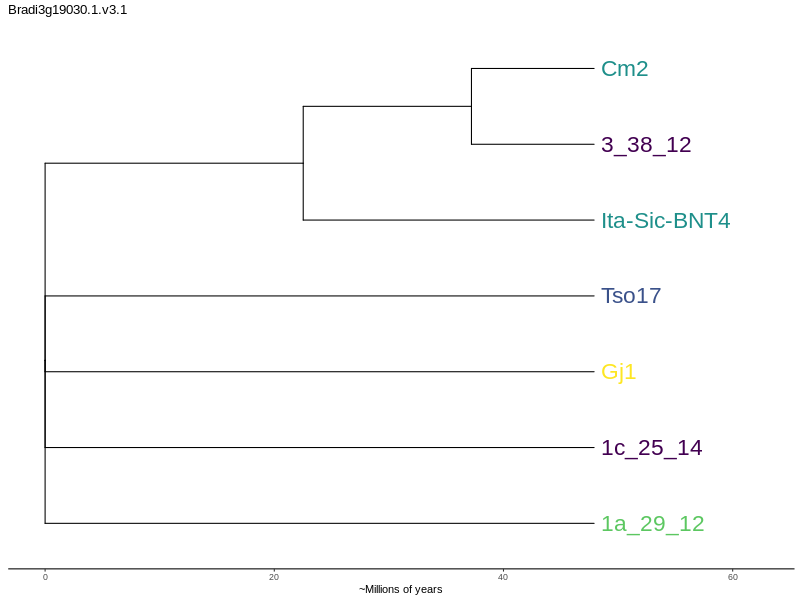 Bradi3g19030.1.v3.1
Cm2
3_38_12
Ita-Sic-BNT4
Tso17
Gj1
1c_25_14
1a_29_12
0 20 40 60
~Millions of years